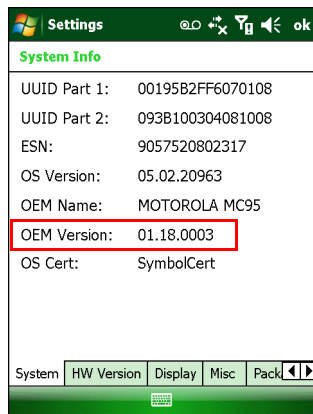 Settings ok
System Info
UUID Part 1: 00195B2FF6070108
UUID Part 2: 093B100304081008
ESN: 9057520802317
OS Version: 05.02.20963
OEM Name: MOTOROLA MC95
OEM Version: 01.18.0003
OS Cert: SymbolCert
System HW Version Display Misc Pack